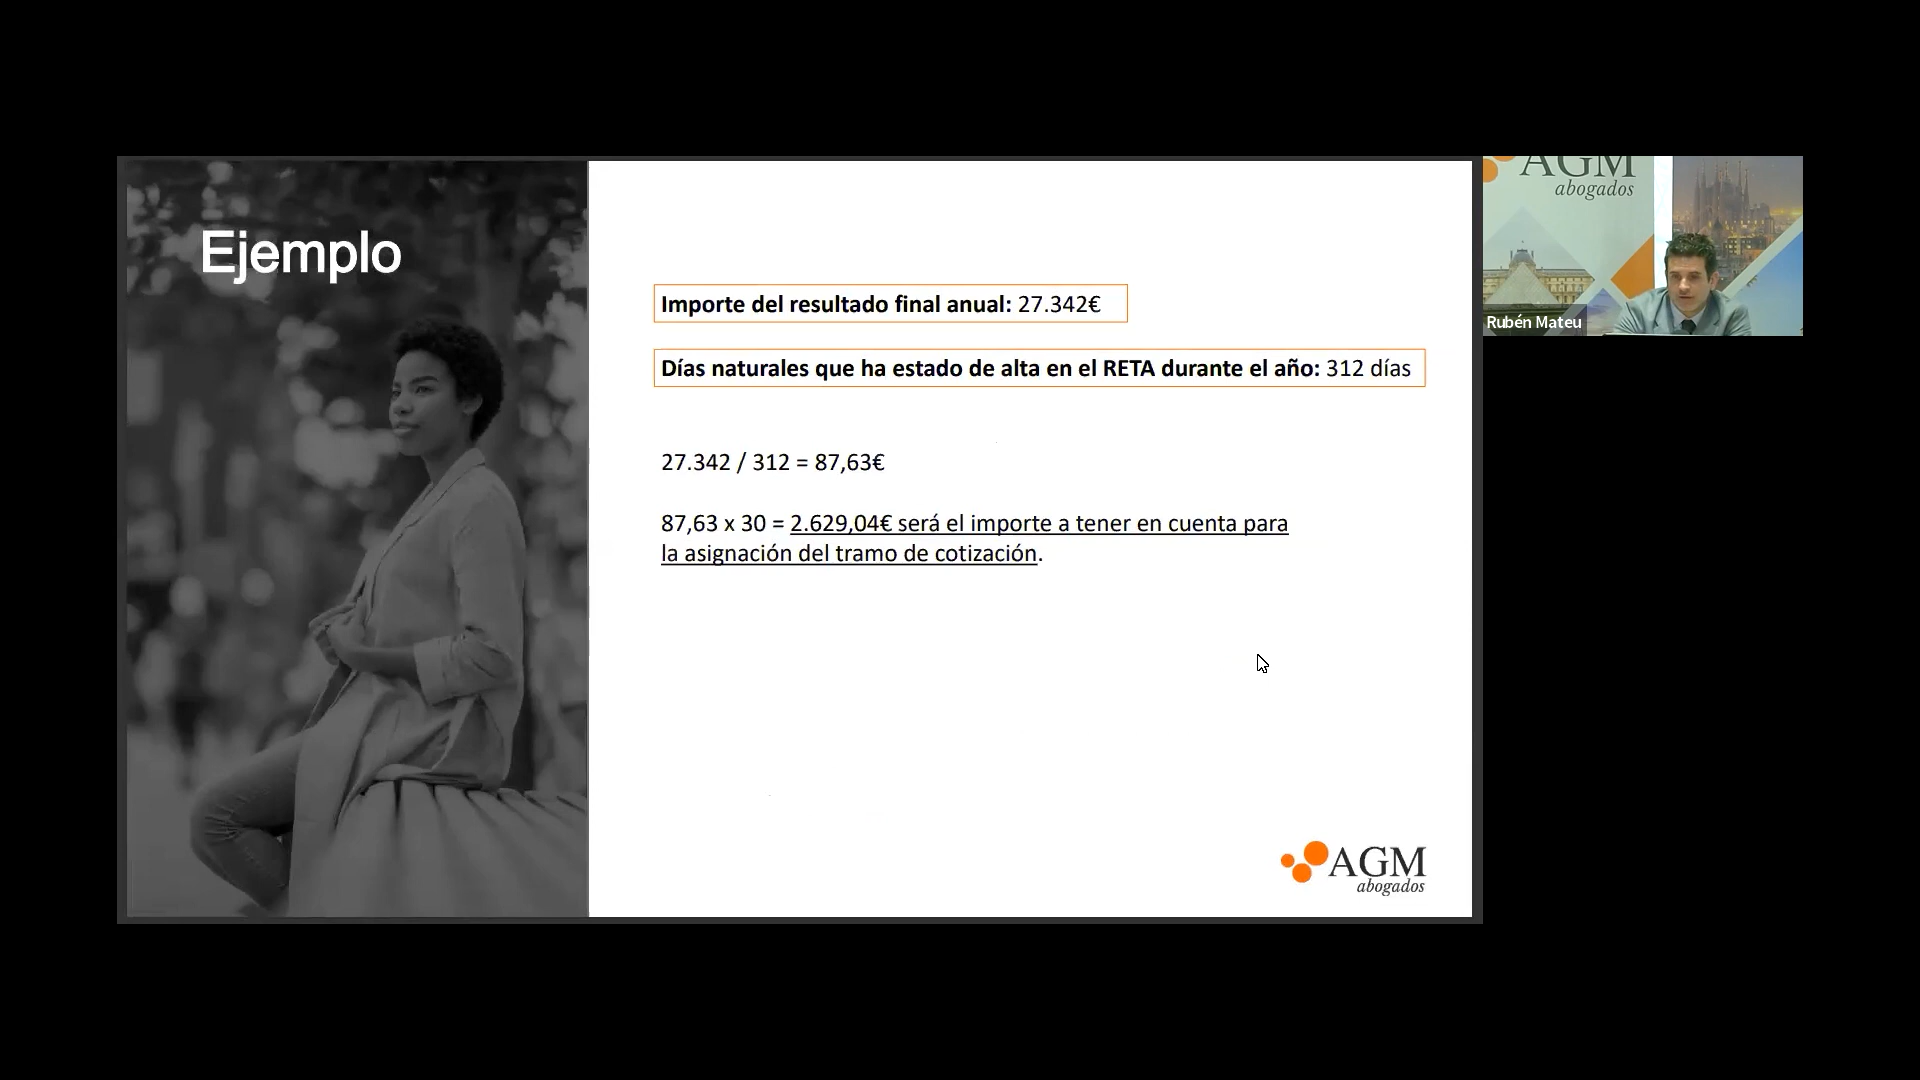 Ejemplo
Importe del resultado final anual: 27.342€
Días naturales que ha estado de alta en el RETA durante el año: 312 días
27.342 / 312 = 87,63€
87,63 x 30 = 2.629,04€ será el importe a tener en cuenta para
la asignación del tramo de cotización.
AGM
abogados
AGM
abogados
Rubén Mateu